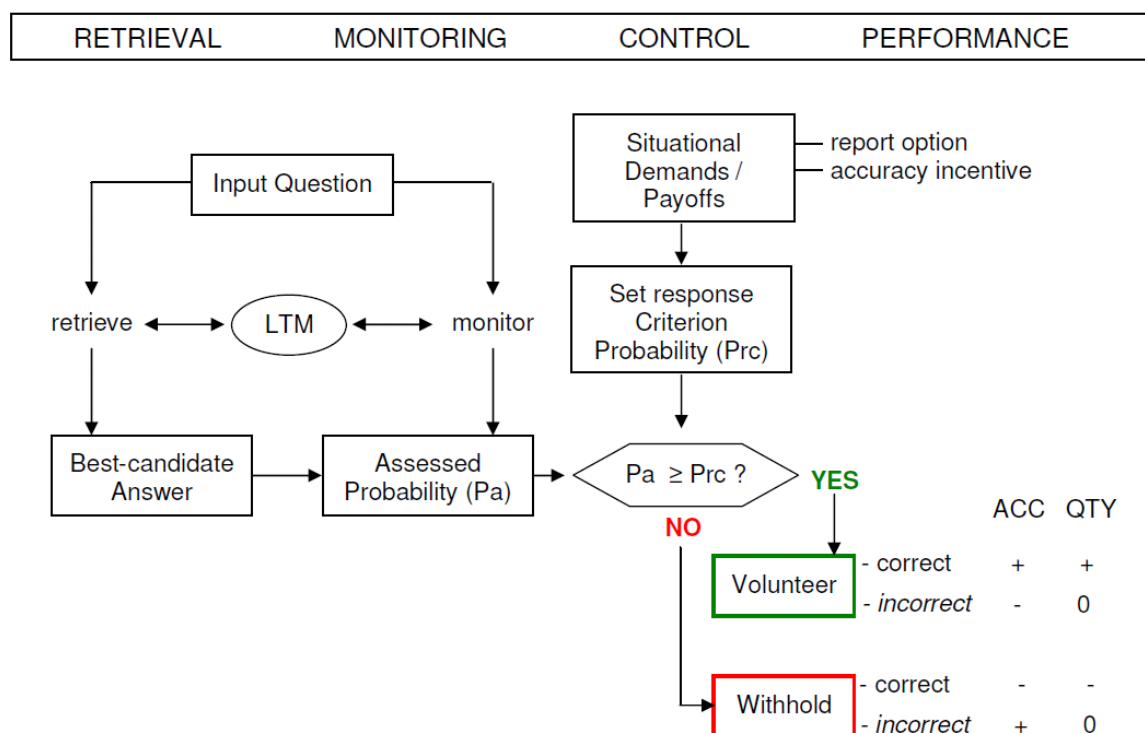 RETRIEVAL MONITORING CONTROL PERFORMANCE
Situational
Demands /
Payoffs
report option
accuracy incentive
Input Question
Set response
Criterion
Probability (Prc)
retrieve
LTM
monitor
Best-candidate
Answer
Assessed
Probability (Pa)
Pa ≥ Prc ?
YES
NO
ACC QTY
Volunteer
- correct + +
- incorrect - 0
Withhold
- correct - -
- incorrect + 0